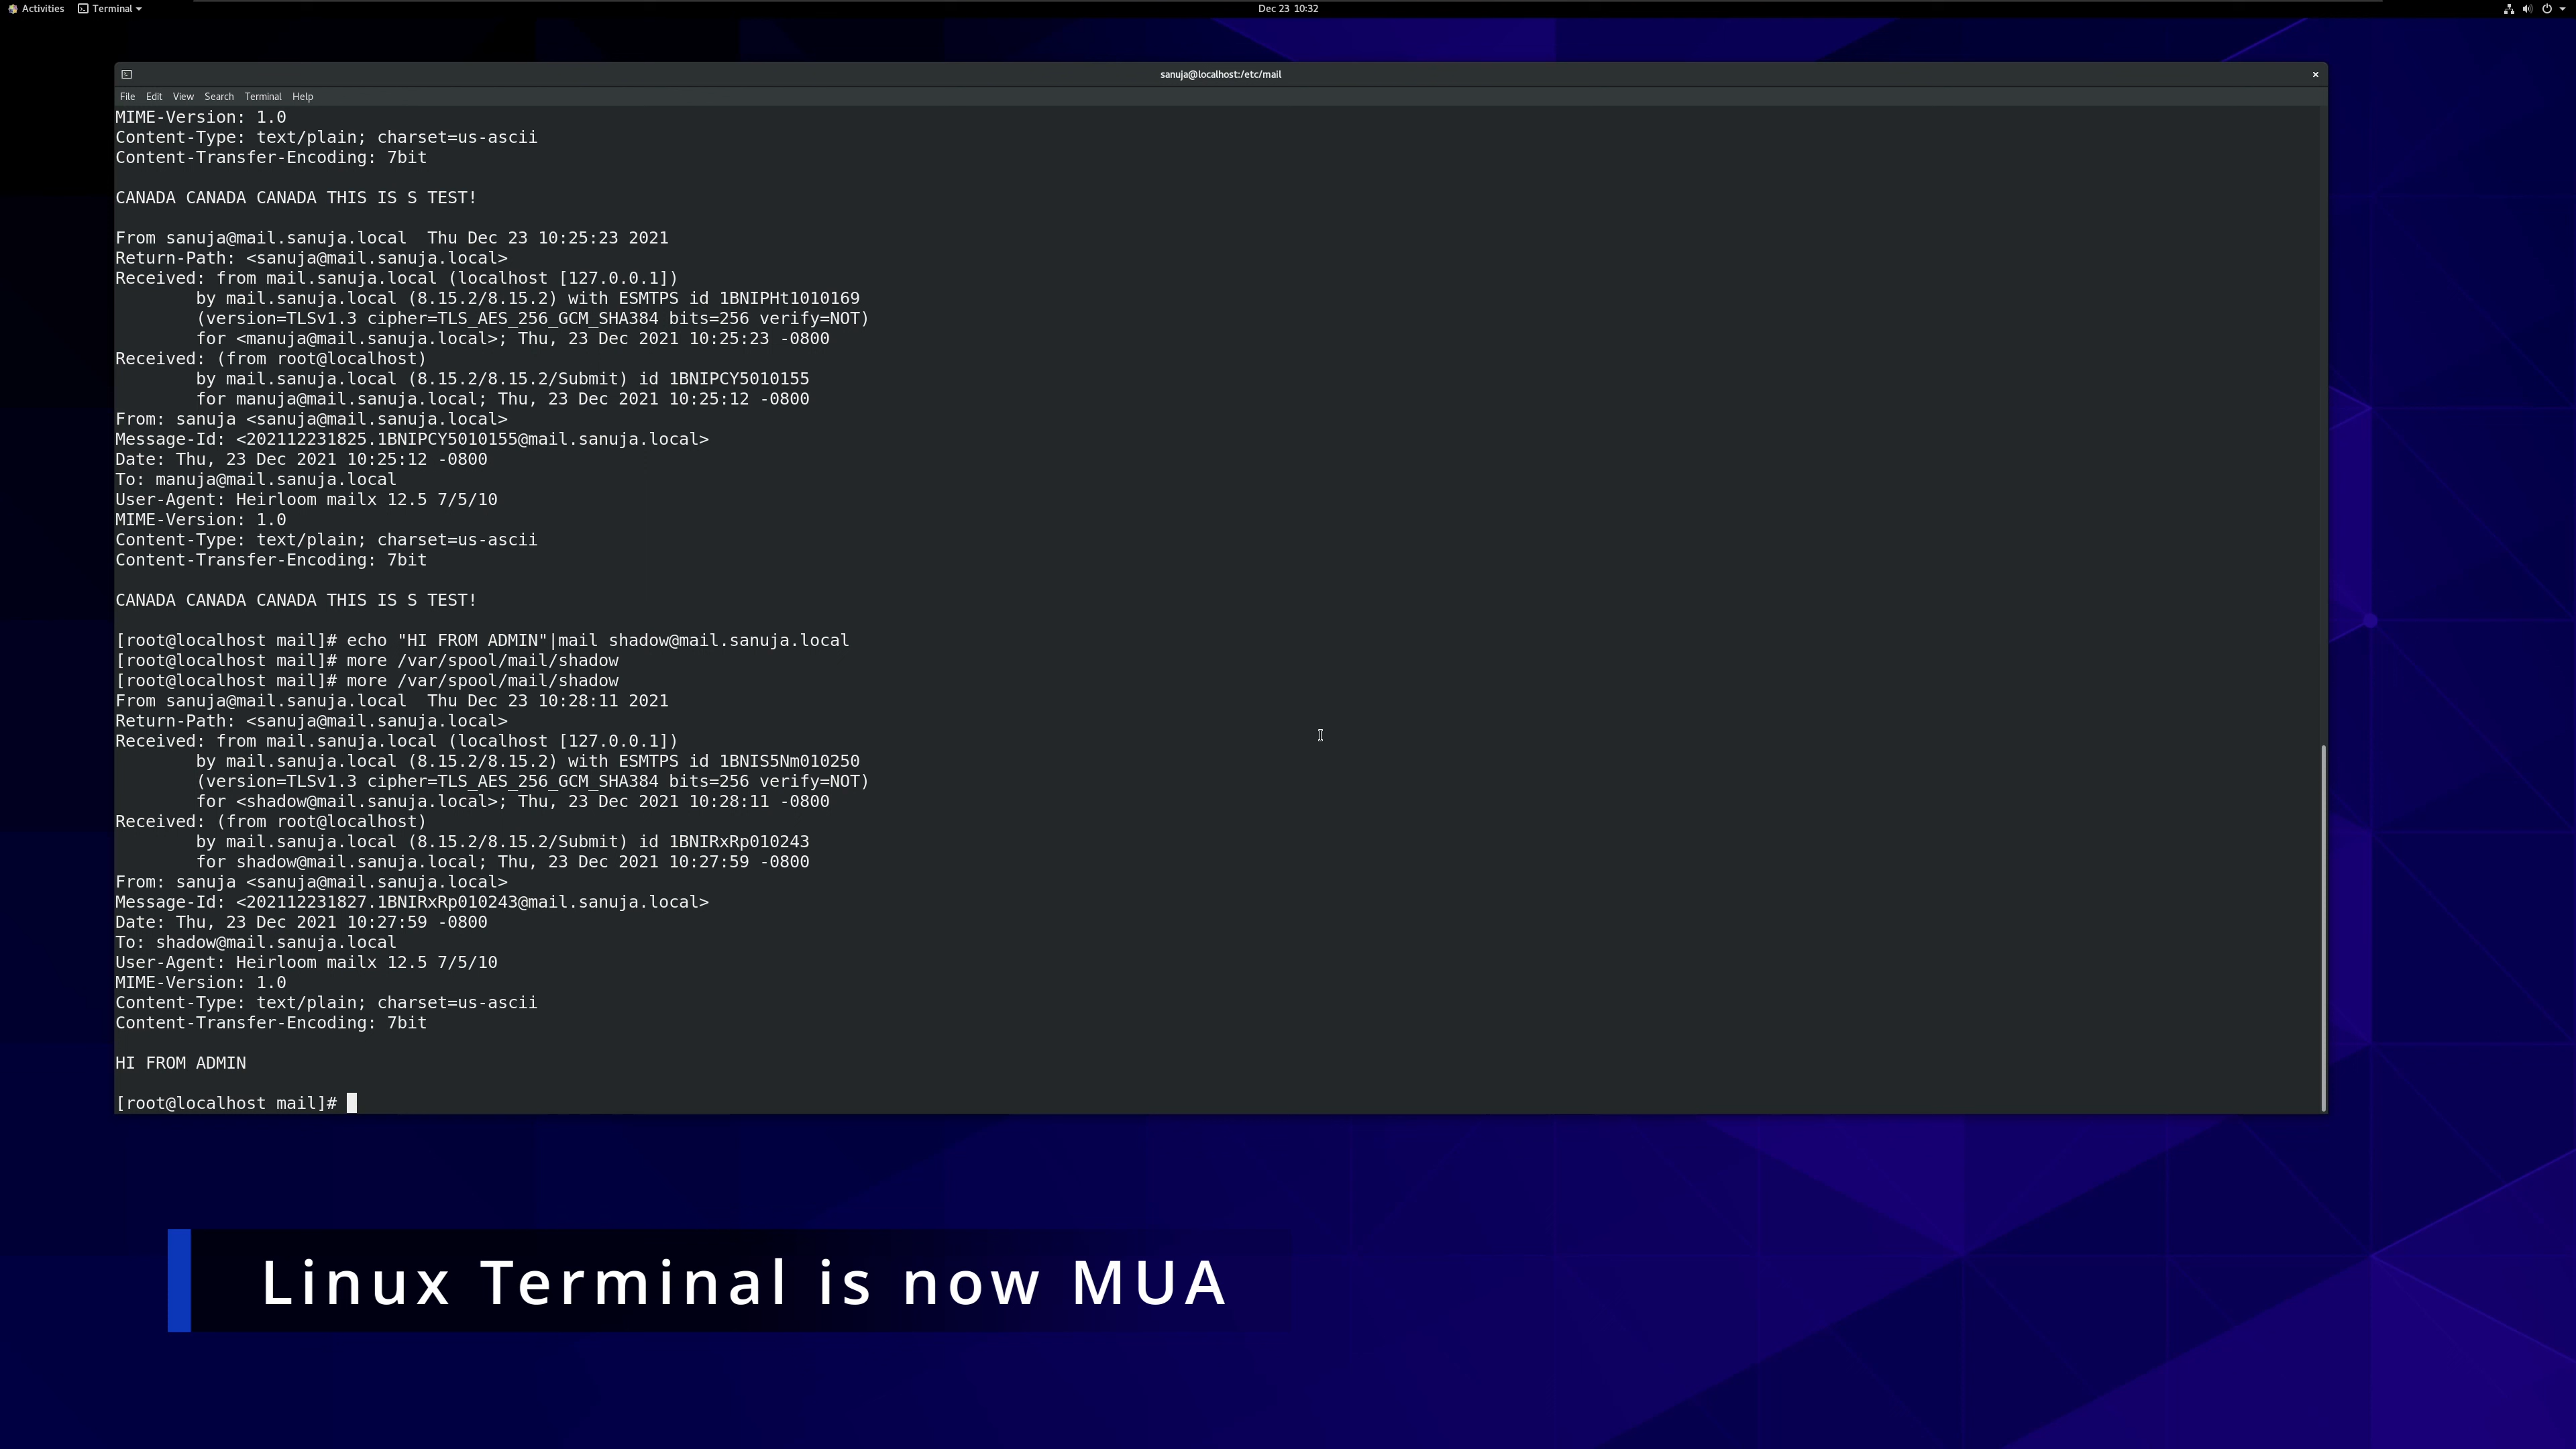 Activities Terminal Dec 23 10:32
sanuja@localhost:/etc/mail
File Edit View Search Terminal Help
MIME-Version: 1.0
Content-Type: text/plain; charset=us-ascii
Content-Transfer-Encoding: 7bit
CANADA CANADA CANADA THIS IS S TEST!
From sanuja@mail.sanuja.local  Thu Dec 23 10:25:23 2021
Return-Path: <sanuja@mail.sanuja.local>
Received: from mail.sanuja.local (localhost [127.0.0.1])
by mail.sanuja.local (8.15.2/8.15.2) with ESMTPS id 1BNIPHt1010169
(version=TLSv1.3 cipher=TLS_AES_256_GCM_SHA384 bits=256 verify=NOT)
for <manuja@mail.sanuja.local>; Thu, 23 Dec 2021 10:25:23 -0800
Received: (from root@localhost)
by mail.sanuja.local (8.15.2/8.15.2/Submit) id 1BNIPCY5010155
for manuja@mail.sanuja.local; Thu, 23 Dec 2021 10:25:12 -0800
From: sanuja <sanuja@mail.sanuja.local>
Message-Id: <202112231825.1BNIPCY5010155@mail.sanuja.local>
Date: Thu, 23 Dec 2021 10:25:12 -0800
To: manuja@mail.sanuja.local
User-Agent: Heirloom mailx 12.5 7/5/10
MIME-Version: 1.0
Content-Type: text/plain; charset=us-ascii
Content-Transfer-Encoding: 7bit
CANADA CANADA CANADA THIS IS S TEST!
[root@localhost mail]# echo "HI FROM ADMIN"|mail shadow@mail.sanuja.local
[root@localhost mail]# more /var/spool/mail/shadow
[root@localhost mail]# more /var/spool/mail/shadow
From sanuja@mail.sanuja.local  Thu Dec 23 10:28:11 2021
Return-Path: <sanuja@mail.sanuja.local>
Received: from mail.sanuja.local (localhost [127.0.0.1])
by mail.sanuja.local (8.15.2/8.15.2) with ESMTPS id 1BNIS5Nm010250
(version=TLSv1.3 cipher=TLS_AES_256_GCM_SHA384 bits=256 verify=NOT)
for <shadow@mail.sanuja.local>; Thu, 23 Dec 2021 10:28:11 -0800
Received: (from root@localhost)
by mail.sanuja.local (8.15.2/8.15.2/Submit) id 1BNIRxRp010243
for shadow@mail.sanuja.local; Thu, 23 Dec 2021 10:27:59 -0800
From: sanuja <sanuja@mail.sanuja.local>
Message-Id: <202112231827.1BNIRxRp010243@mail.sanuja.local>
Date: Thu, 23 Dec 2021 10:27:59 -0800
To: shadow@mail.sanuja.local
User-Agent: Heirloom mailx 12.5 7/5/10
MIME-Version: 1.0
Content-Type: text/plain; charset=us-ascii
Content-Transfer-Encoding: 7bit
HI FROM ADMIN
[root@localhost mail]#
Linux Terminal is now MUA